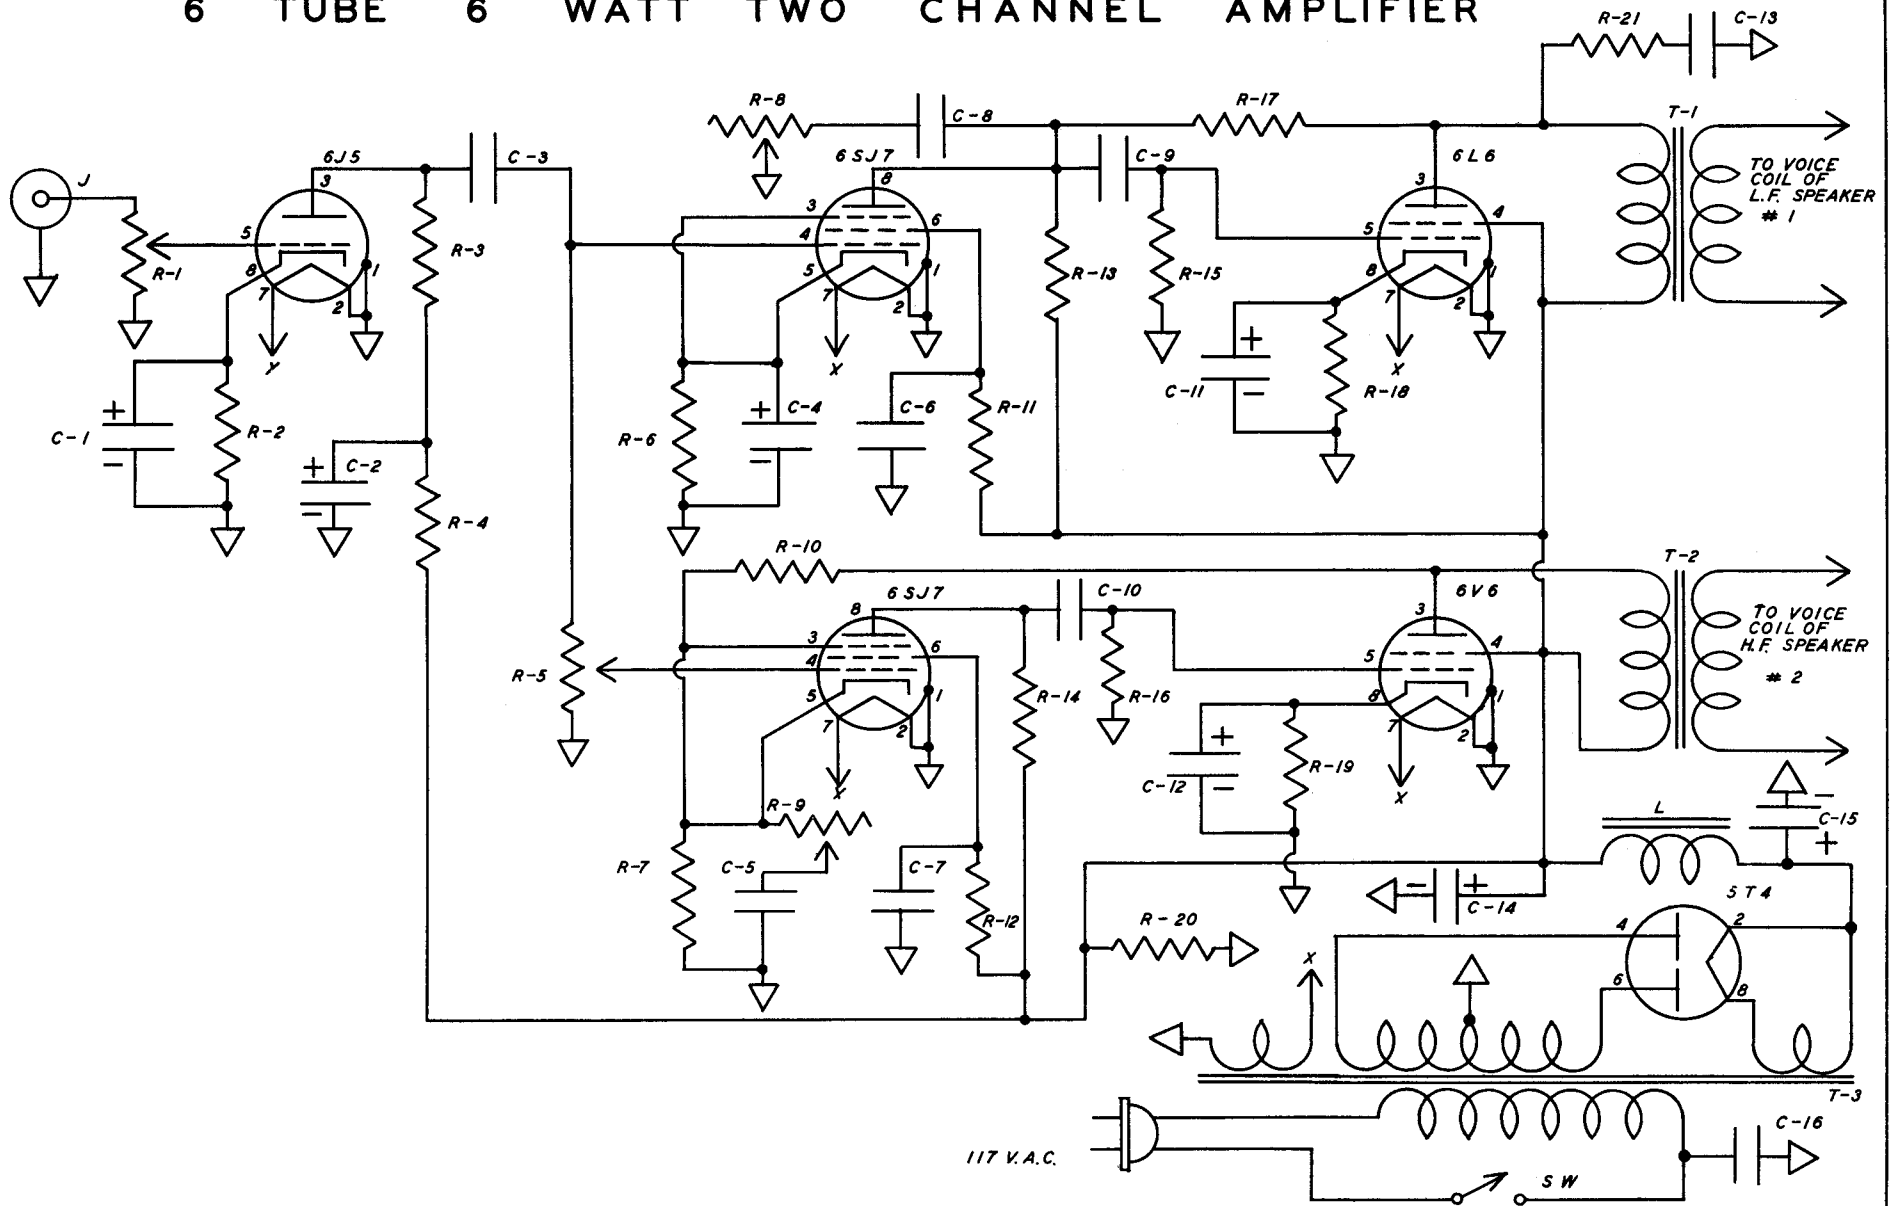 6 TUBE 6 WATT TWO CHANNEL AMPLIFIER
R-21
C-13
R-8
C-8
R-17
T-1
J
6J5
3
C-3
6SJ7
8
C-9
6L6
3
TO VOICE
COIL OF
L.F. SPEAKER
# 1
5
R-1
8
7
1
2
R-3
3
4
5
6
7
1
2
R-13
R-15
5
4
8
7
1
2
Y
X
X
+
C-1
-
R-2
+
C-2
-
R-4
R-6
+
C-4
-
C-6
R-11
+
C-11
-
R-18
R-10
6SJ7
8
C-10
6V6
3
T-2
TO VOICE
COIL OF
H.F. SPEAKER
# 2
R-5
3
4
5
6
7
1
2
R-14
R-16
5
4
8
7
1
2
X
X
R-9
+
C-12
-
R-19
R-7
C-5
C-7
R-12
L
-
C-15
+
- +
C-14
5T4
R-20
4
2
6
8
X
T-3
117 V.A.C.
C-16
SW